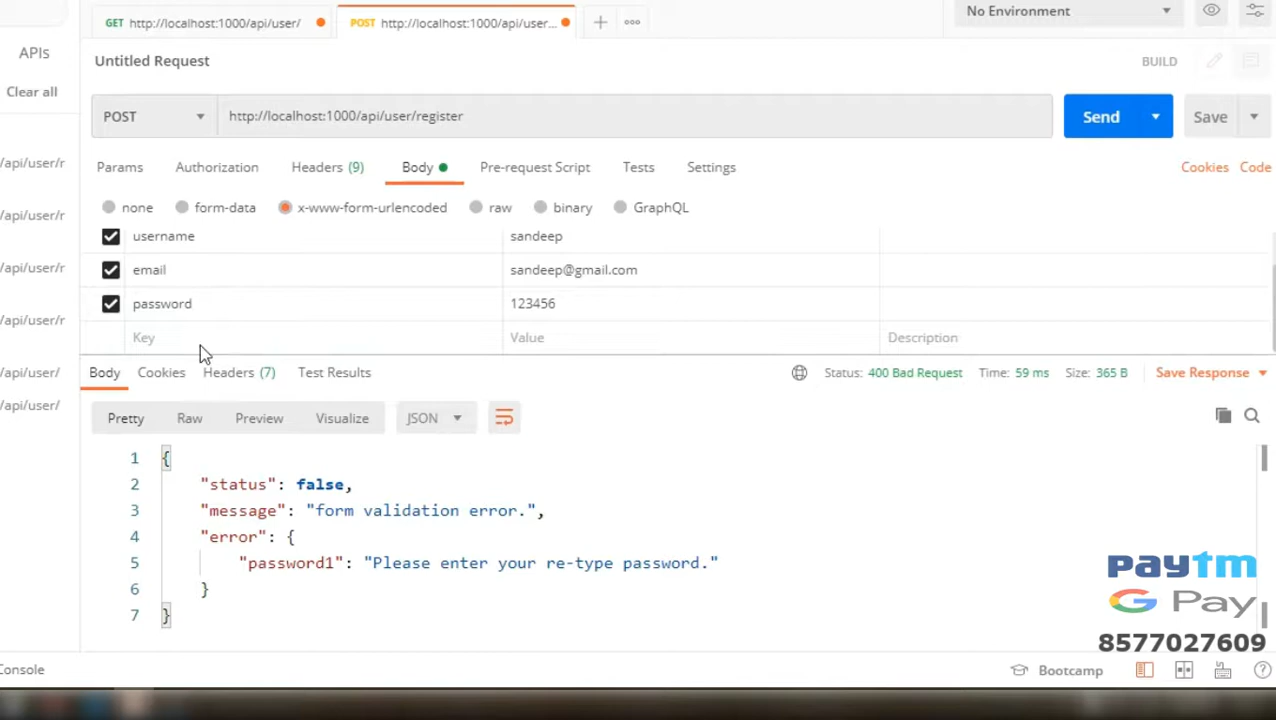 GET http://localhost:1000/api/user/
POST http://localhost:1000/api/user...
No Environment
APIs
Untitled Request
BUILD
Clear all
POST
http://localhost:1000/api/user/register
Send
Save
/api/user/r
Params Authorization Headers (9) Body Pre-request Script Tests Settings
Cookies Code
none form-data x-www-form-urlencoded raw binary GraphQL
/api/user/r
username sandeep
/api/user/r
email sandeep@gmail.com
password 123456
/api/user/r
Key Value Description
/api/user/
Body Cookies Headers (7) Test Results
Status: 400 Bad Request Time: 59 ms Size: 365 B Save Response
/api/user/
Pretty Raw Preview Visualize JSON
1 {
2 "status": false,
3 "message": "form validation error.",
4 "error": {
5 "password1": "Please enter your re-type password."
6 }
7 }
paytm
G Pay
8577027609
Console
Bootcamp